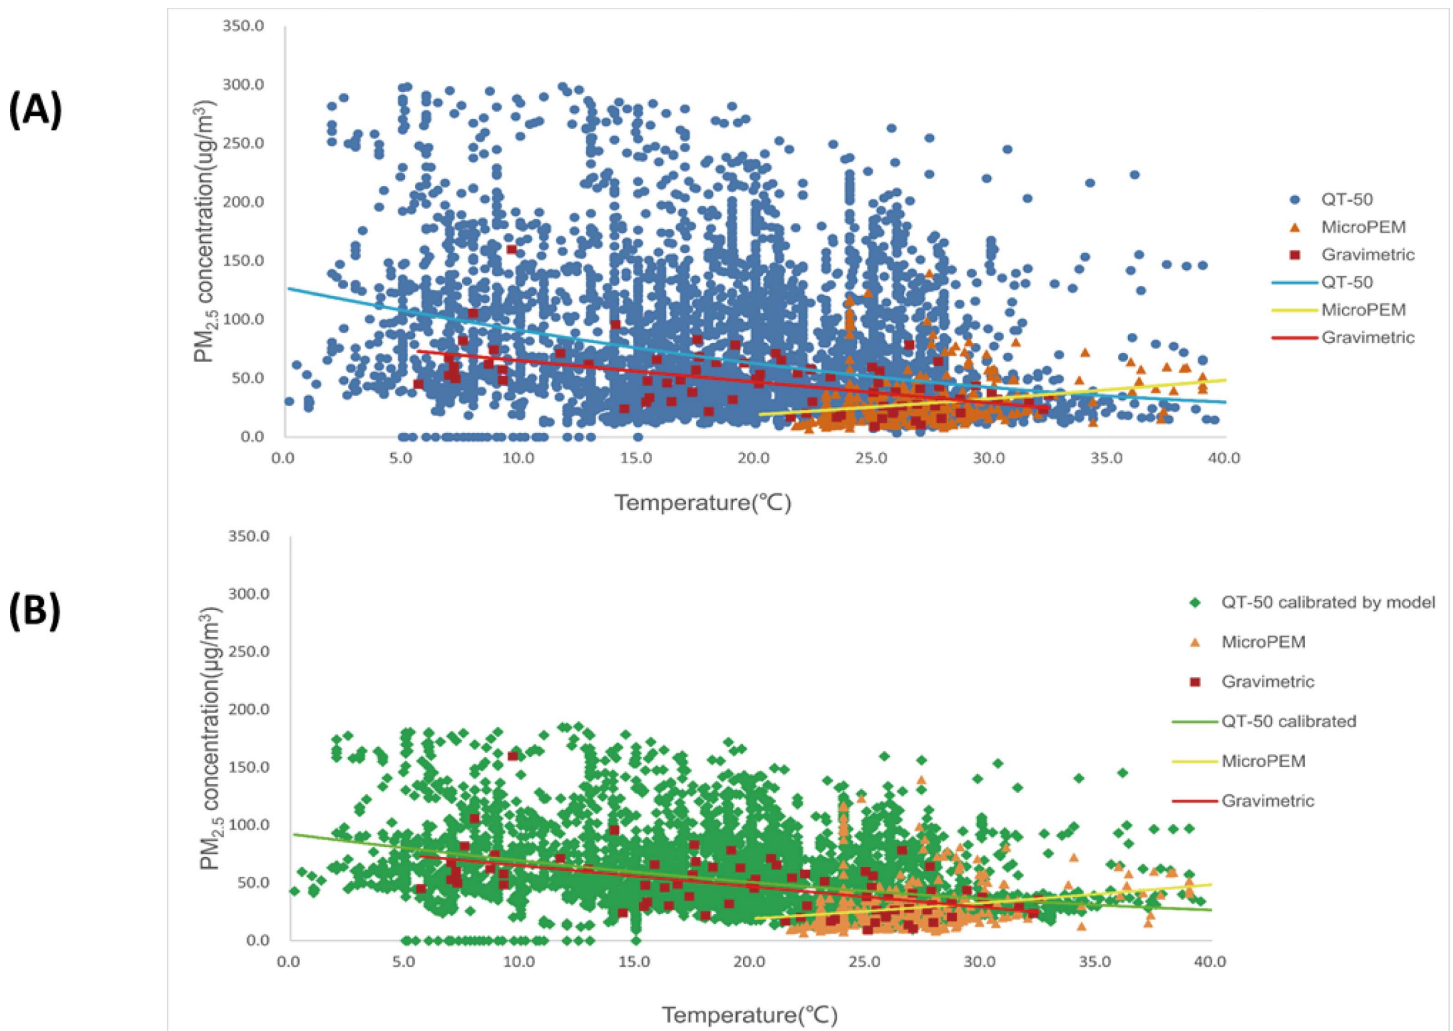 (A)
350.0
300.0
250.0
200.0
150.0
100.0
50.0
0.0
PM2.5 concentration(ug/m3)
0.0 5.0 10.0 15.0 20.0 25.0 30.0 35.0 40.0
Temperature(℃)
QT-50
MicroPEM
Gravimetric
QT-50
MicroPEM
Gravimetric
(B)
350.0
300.0
250.0
200.0
150.0
100.0
50.0
0.0
PM2.5 concentration(μg/m3)
0.0 5.0 10.0 15.0 20.0 25.0 30.0 35.0 40.0
Temperature(℃)
QT-50 calibrated by model
MicroPEM
Gravimetric
QT-50 calibrated
MicroPEM
Gravimetric